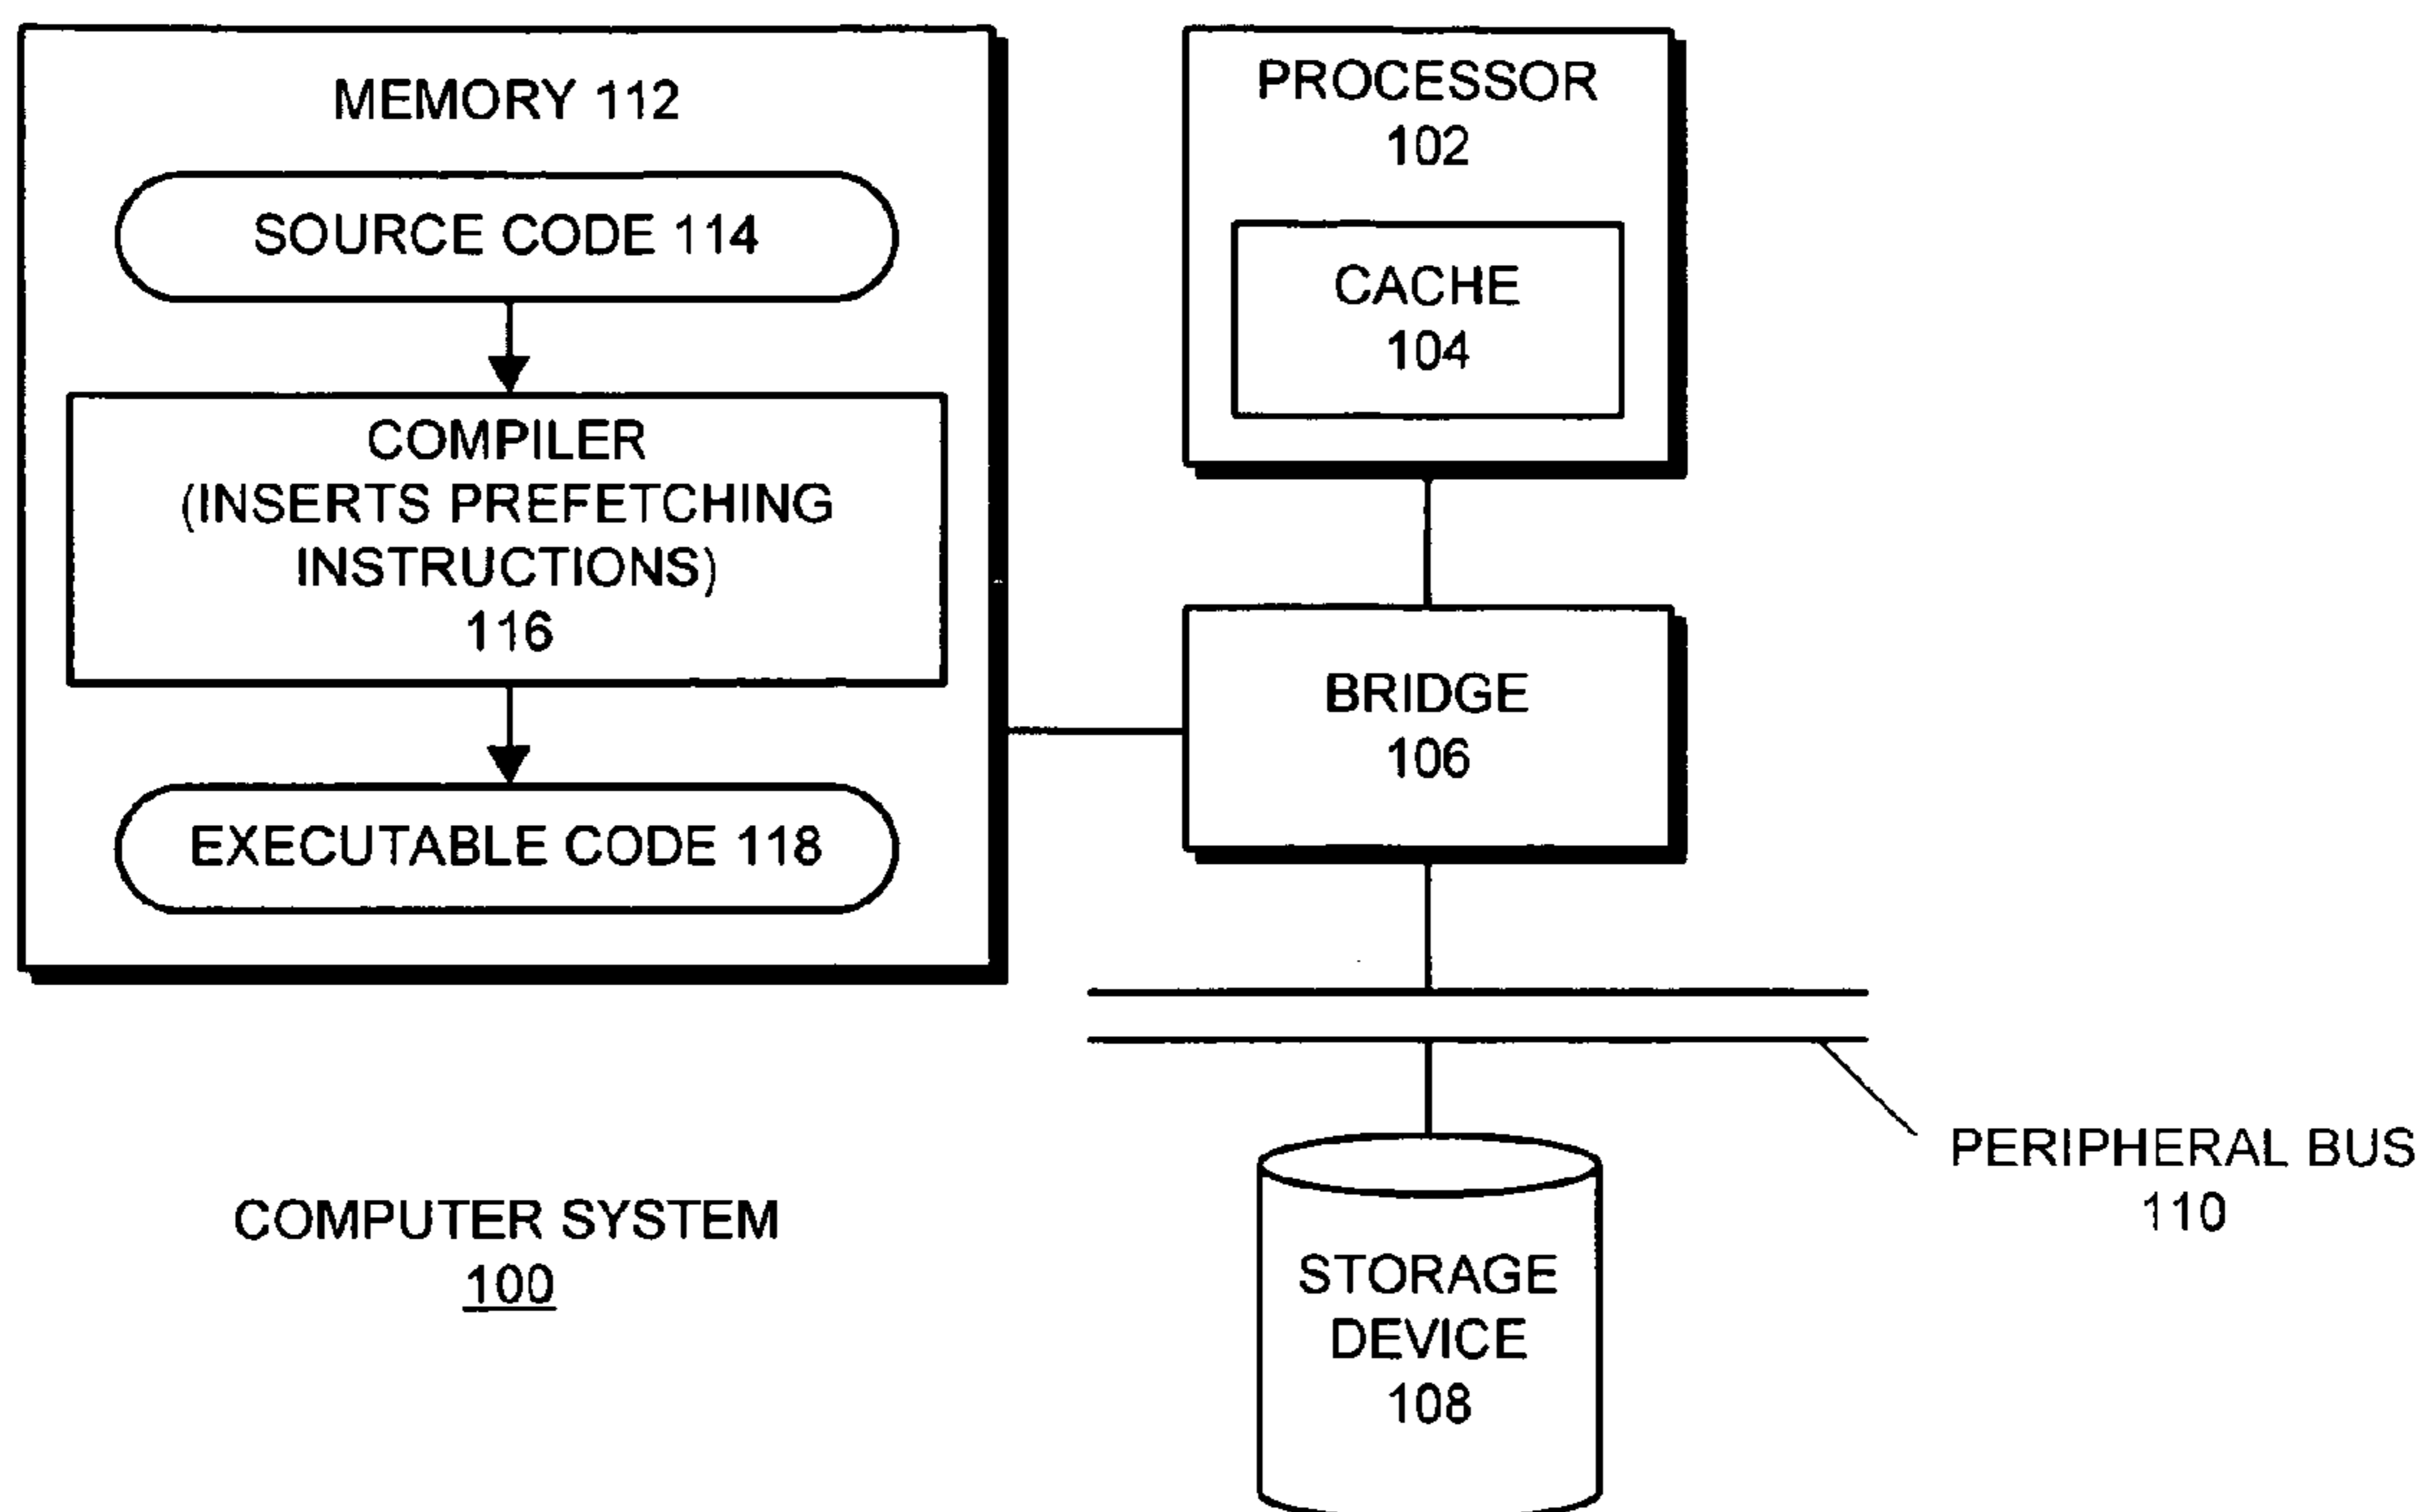 MEMORY 112
SOURCE CODE 114
COMPILER
(INSERTS PREFETCHING
INSTRUCTIONS)
116
EXECUTABLE CODE 118
PROCESSOR
102
CACHE
104
BRIDGE
106
PERIPHERAL BUS
110
STORAGE
DEVICE
108
COMPUTER SYSTEM
100